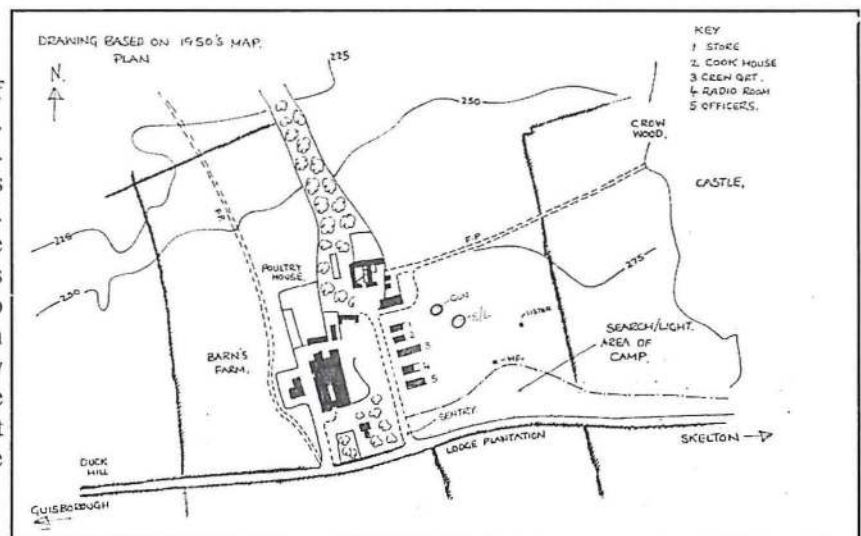 DRAWING BASED ON 1950'S MAP.
PLAN
N.
KEY
1 STORE
2 COOK HOUSE
3 CREW QRT.
4 RADIO ROOM
5 OFFICERS.
225
250
CROW
WOOD.
CASTLE.
F.P.
F.P.
225
250
275
POULTRY
HOUSE.
GUN
S/L
LISTER
1
2
3
4
5
SEARCH/LIGHT.
AREA OF
CAMP.
BARN'S
FARM.
SENTRY.
LODGE PLANTATION
SKELTON
DUCK
HILL
GUISBOROUGH